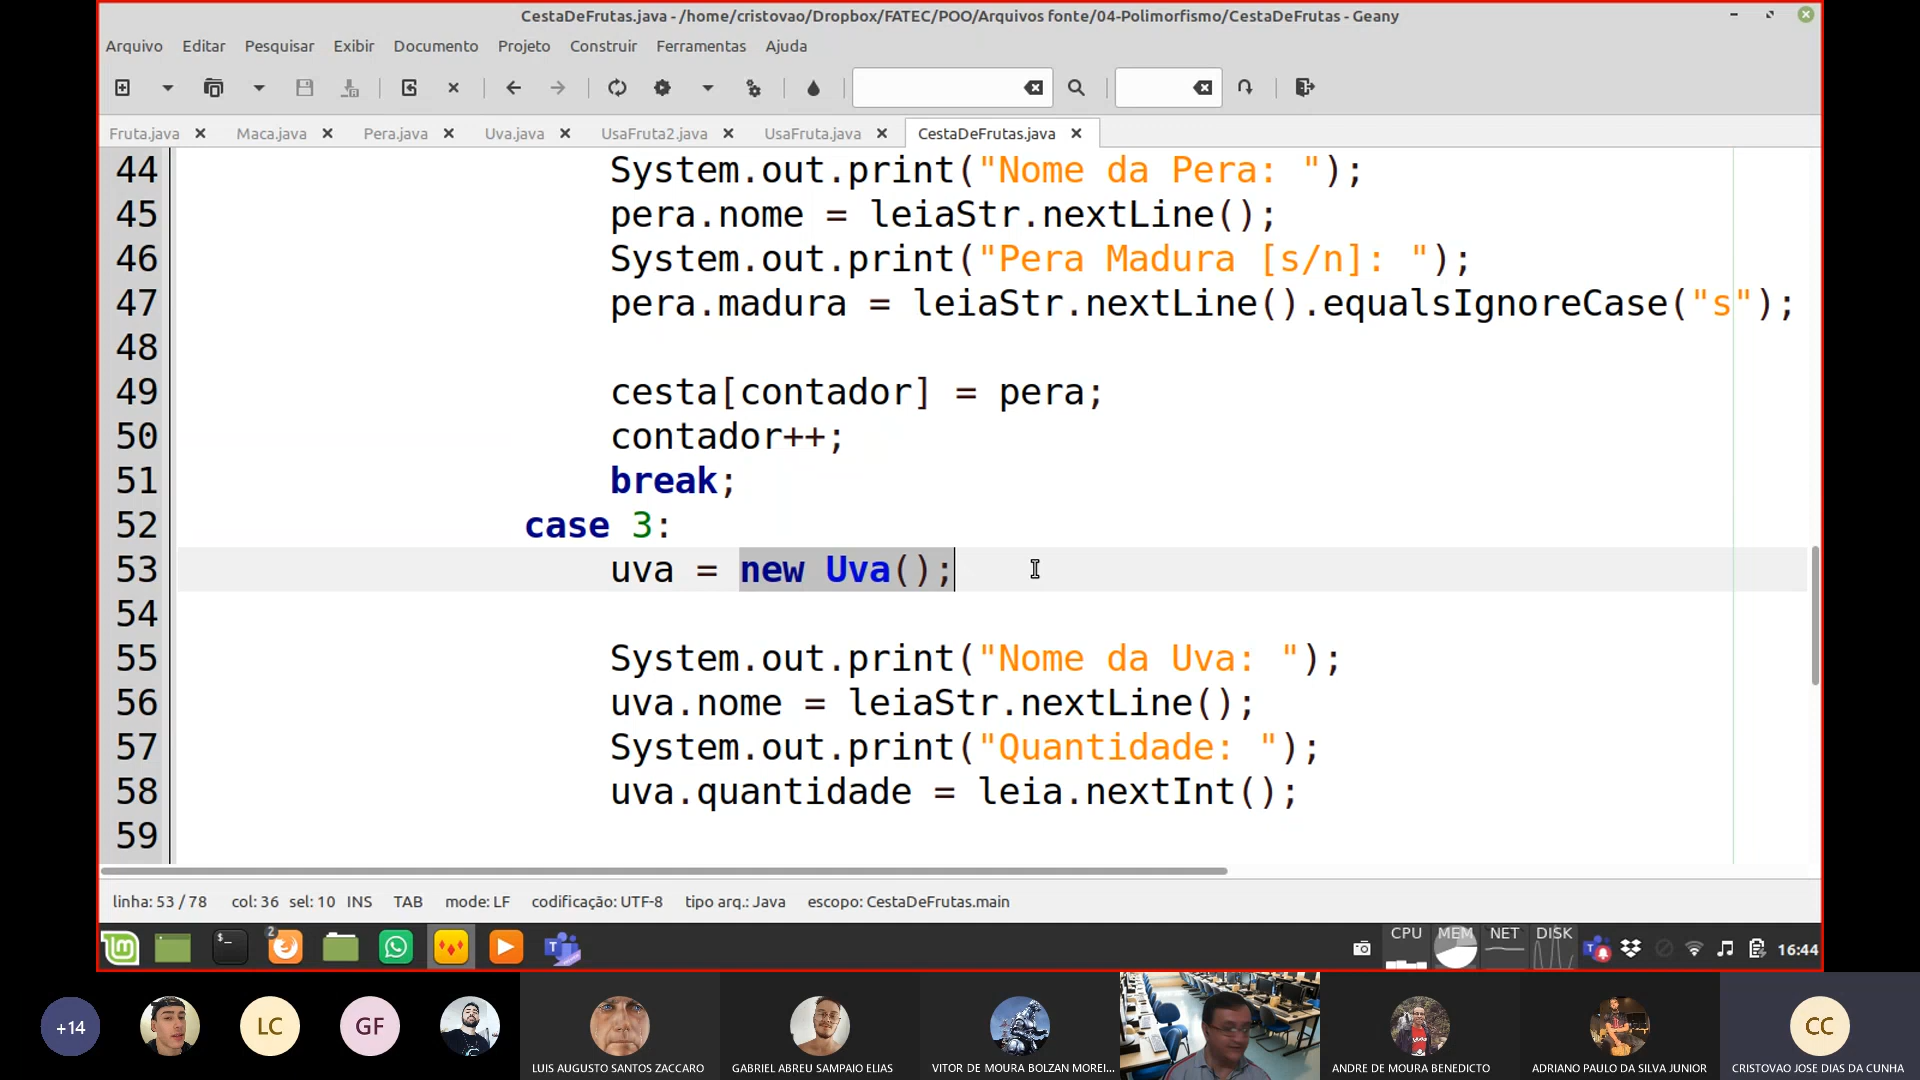 CestaDeFrutas.java - /home/cristovao/Dropbox/FATEC/POO/Arquivos fonte/04-Polimorfismo/CestaDeFrutas - Geany
Arquivo Editar Pesquisar Exibir Documento Projeto Construir Ferramentas Ajuda
Fruta.java Maca.java Pera.java Uva.java UsaFruta2.java UsaFruta.java CestaDeFrutas.java
44 System.out.print("Nome da Pera: ");
45 pera.nome = leiaStr.nextLine();
46 System.out.print("Pera Madura [s/n]: ");
47 pera.madura = leiaStr.nextLine().equalsIgnoreCase("s");
48
49 cesta[contador] = pera;
50 contador++;
51 break;
52 case 3:
53 uva = new Uva();
54
55 System.out.print("Nome da Uva: ");
56 uva.nome = leiaStr.nextLine();
57 System.out.print("Quantidade: ");
58 uva.quantidade = leia.nextInt();
59
linha: 53 / 78 col: 36 sel: 10 INS TAB mode: LF codificação: UTF-8 tipo arq.: Java escopo: CestaDeFrutas.main
2 CPU MEM NET DISK 16:44
+14 LC GF CC
LUIS AUGUSTO SANTOS ZACCARO GABRIEL ABREU SAMPAIO ELIAS VITOR DE MOURA BOLZAN MOREI... ANDRE DE MOURA BENEDICTO ADRIANO PAULO DA SILVA JUNIOR CRISTOVAO JOSE DIAS DA CUNHA